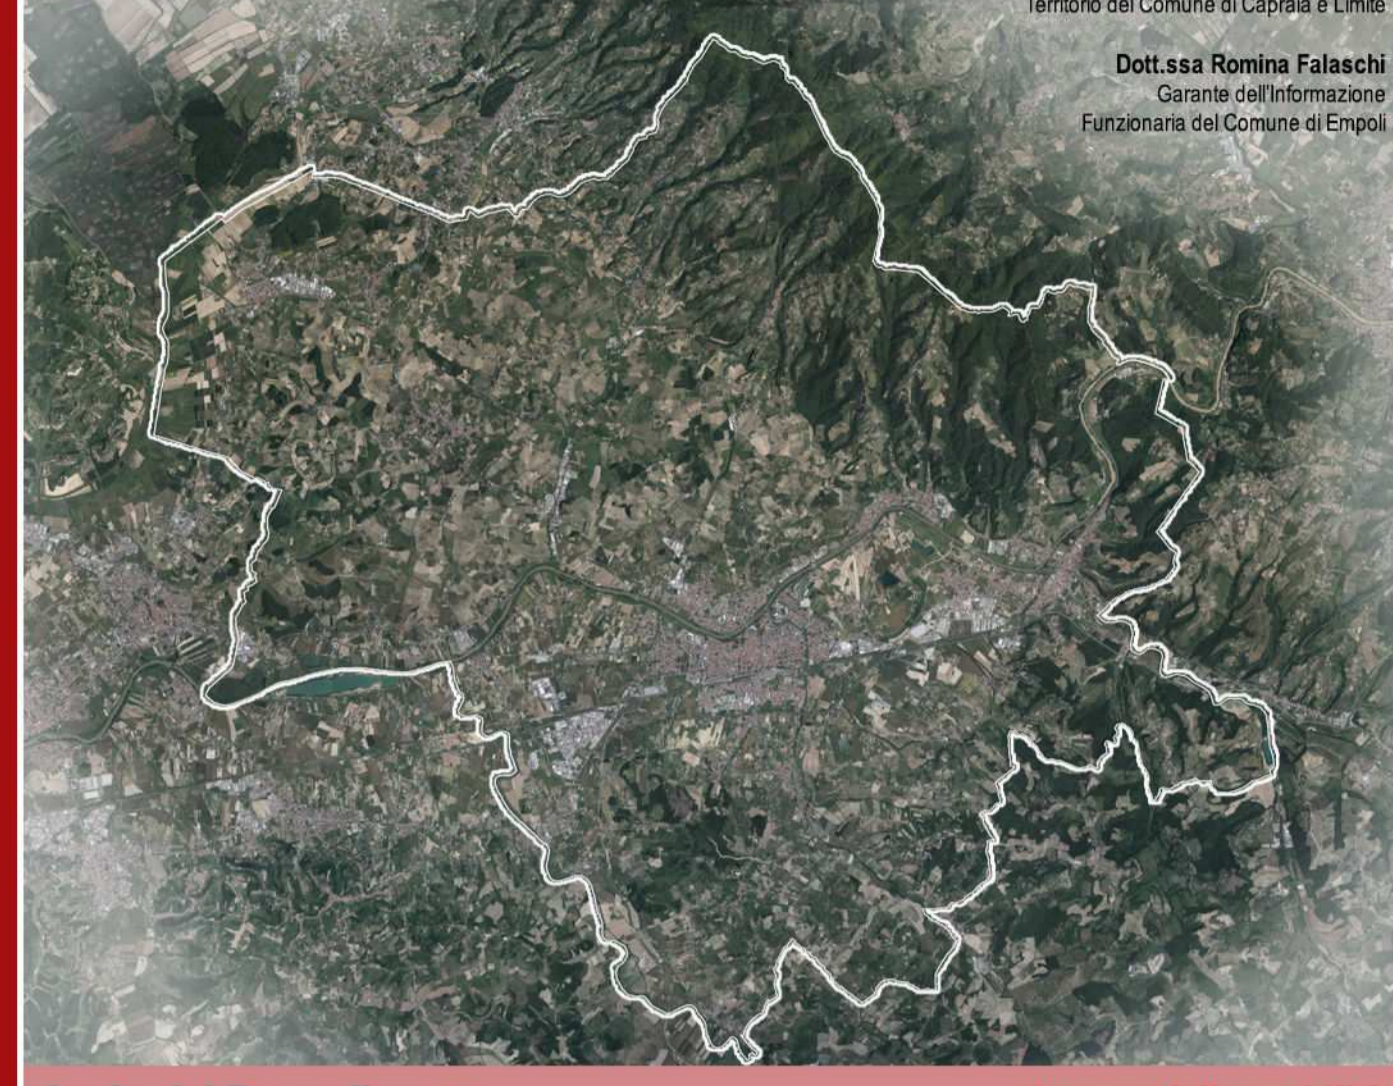 Territorio del Comune di Capraia e Limite
Dott.ssa Romina Falaschi
Garante dell'Informazione
Funzionaria del Comune di Empoli